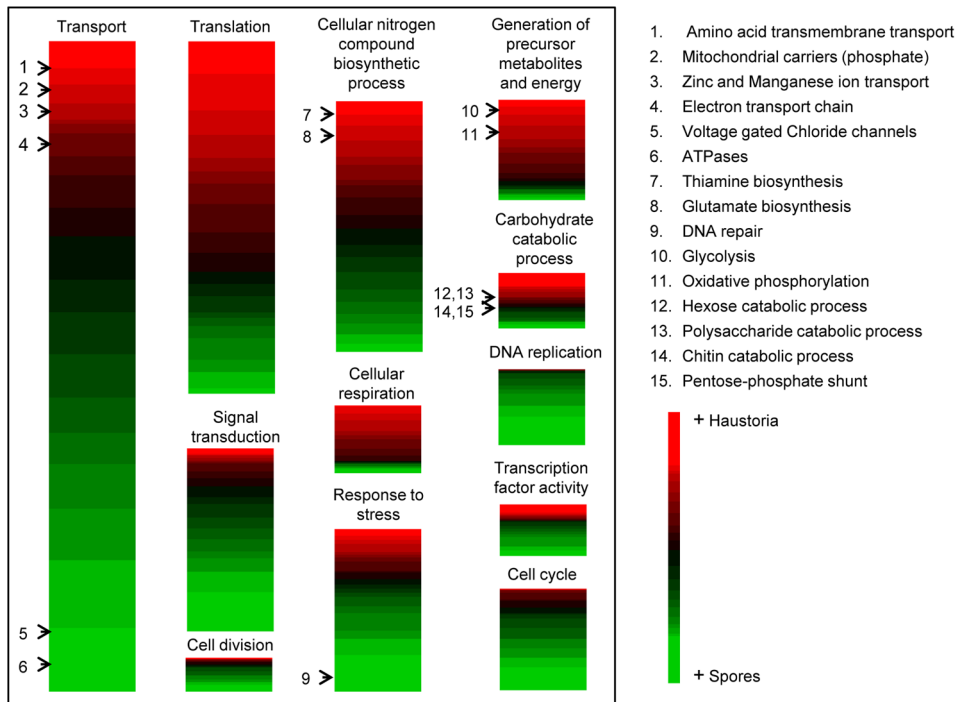 Transport
1
2
3
4
5
6
Translation
Signal
transduction
Cell division
Cellular nitrogen
compound
biosynthetic
process
7
8
Cellular
respiration
Response to
stress
9
Generation of
precursor
metabolites
and energy
10
11
Carbohydrate
catabolic
process
12,13
14,15
DNA replication
Transcription
factor activity
Cell cycle
1. Amino acid transmembrane transport
2. Mitochondrial carriers (phosphate)
3. Zinc and Manganese ion transport
4. Electron transport chain
5. Voltage gated Chloride channels
6. ATPases
7. Thiamine biosynthesis
8. Glutamate biosynthesis
9. DNA repair
10. Glycolysis
11. Oxidative phosphorylation
12. Hexose catabolic process
13. Polysaccharide catabolic process
14. Chitin catabolic process
15. Pentose-phosphate shunt
+ Haustoria
+ Spores